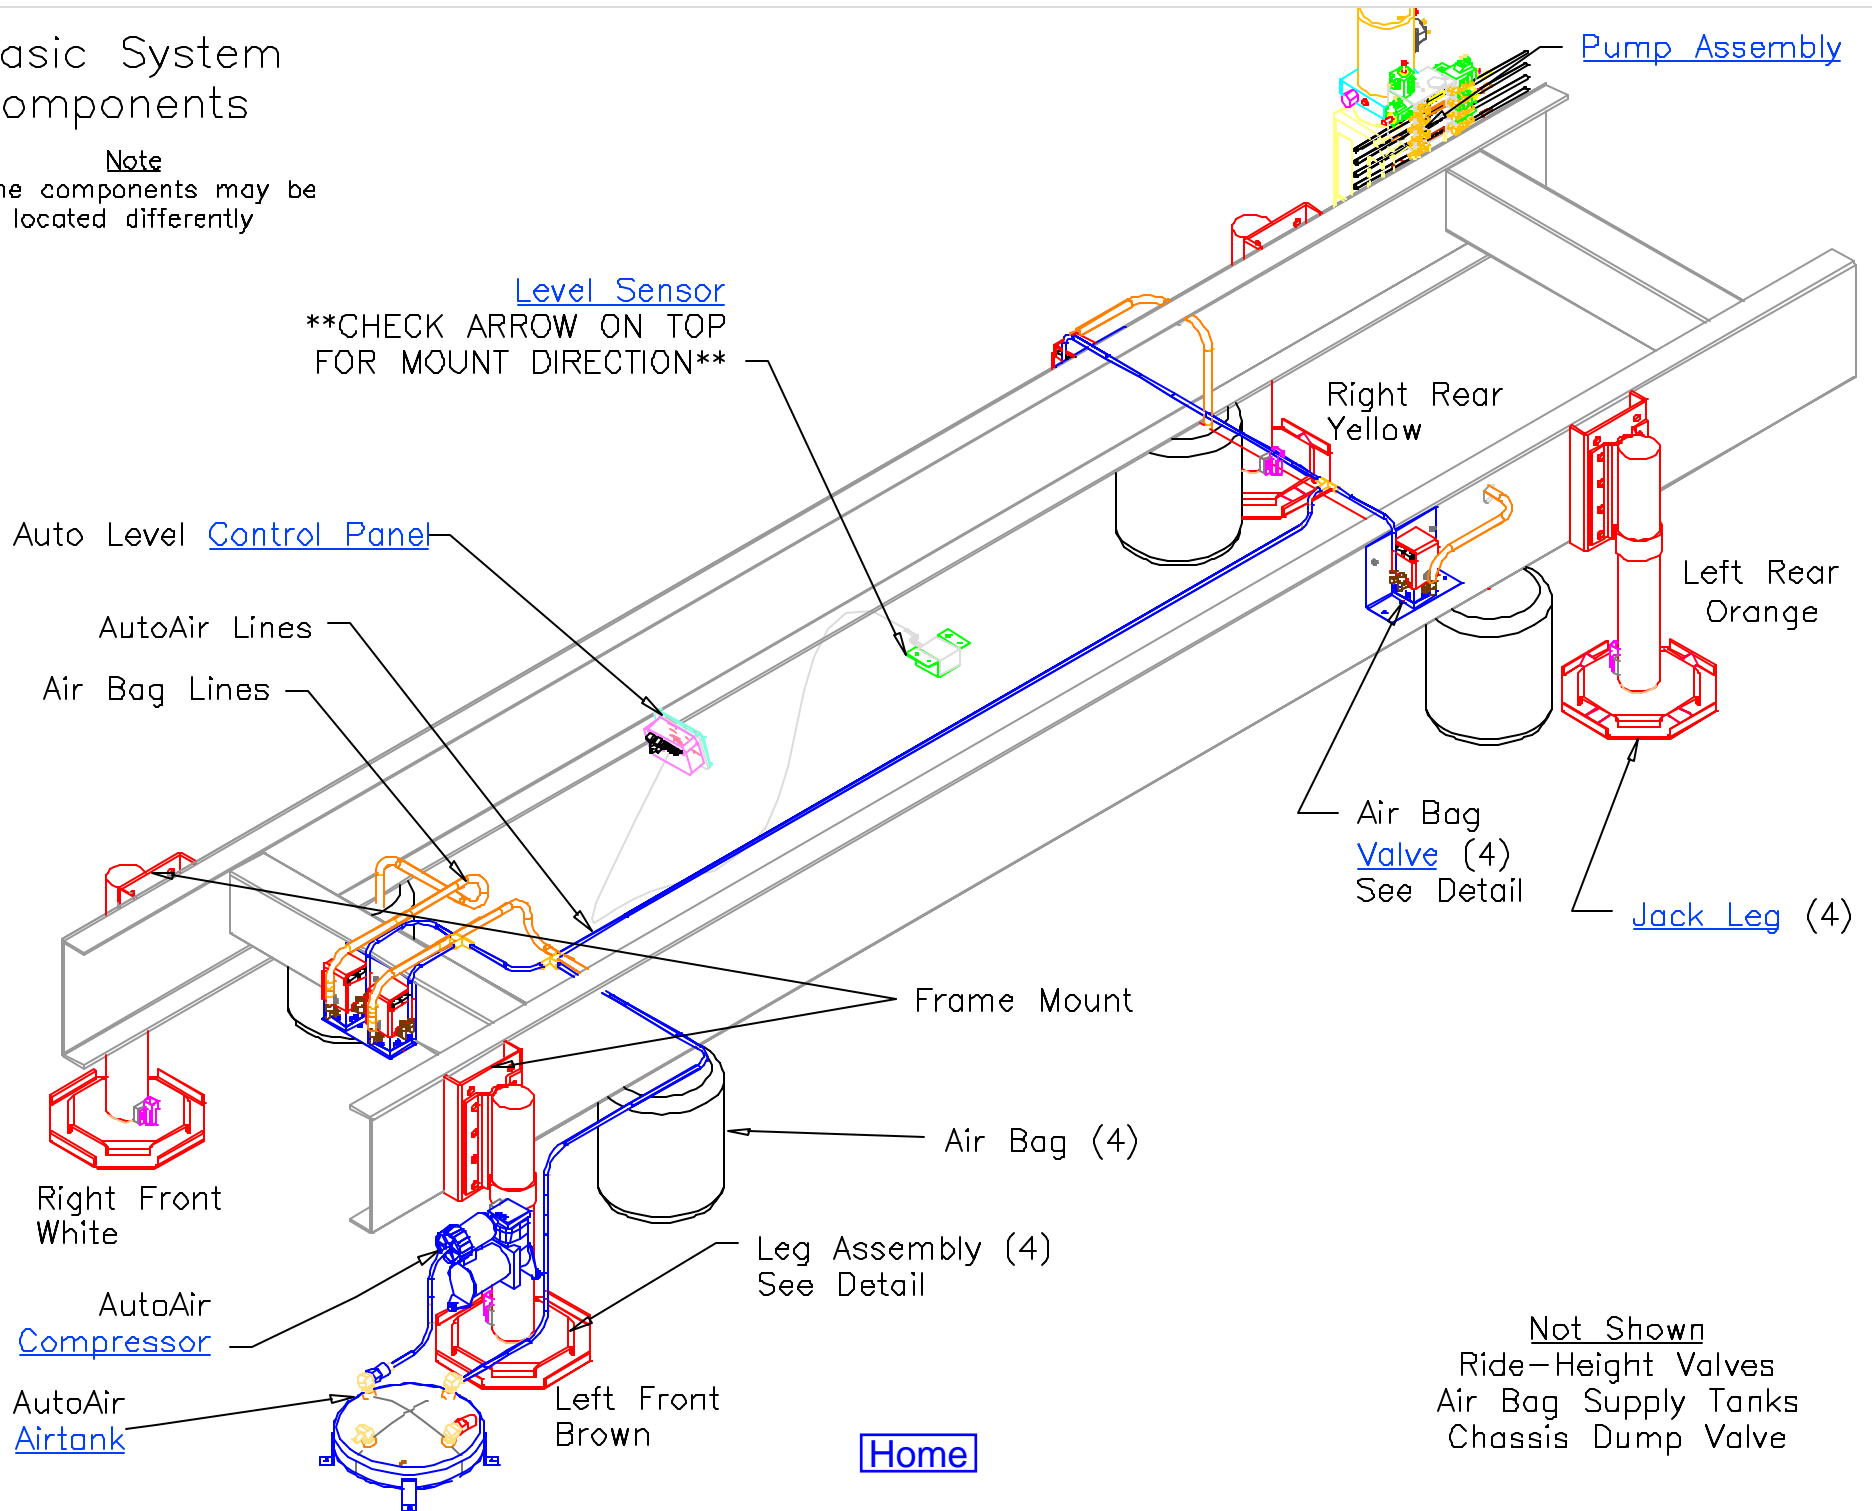 asic System
omponents
Note
ne components may be
located differently
Pump Assembly
Level Sensor
**CHECK ARROW ON TOP
FOR MOUNT DIRECTION**
Right Rear
Yellow
Auto Level Control Panel
Left Rear
Orange
AutoAir Lines
Air Bag Lines
Air Bag
Valve (4)
See Detail
Jack Leg (4)
Frame Mount
Air Bag (4)
Right Front
White
Leg Assembly (4)
See Detail
AutoAir
Compressor
AutoAir
Airtank
Left Front
Brown
Home
Not Shown
Ride-Height Valves
Air Bag Supply Tanks
Chassis Dump Valve